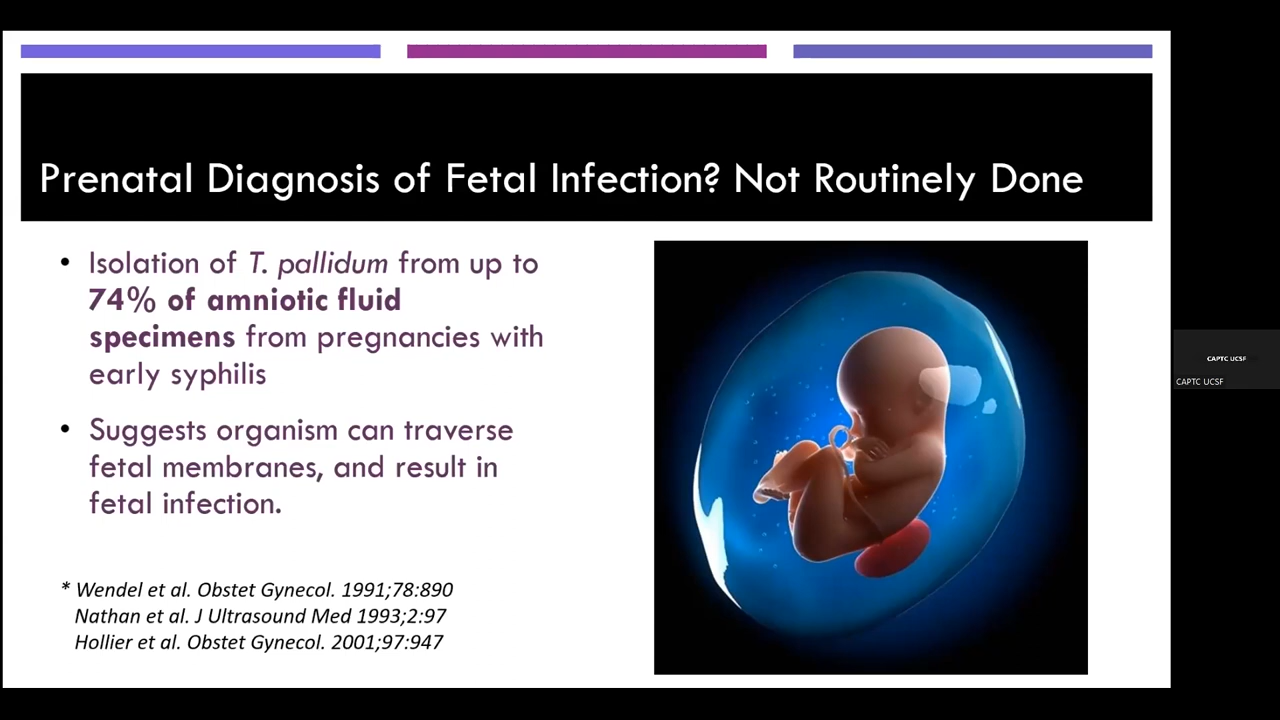 Prenatal Diagnosis of Fetal Infection? Not Routinely Done
• Isolation of T. pallidum from up to
74% of amniotic fluid
specimens from pregnancies with
early syphilis
• Suggests organism can traverse
fetal membranes, and result in
fetal infection.
* Wendel et al. Obstet Gynecol. 1991;78:890
Nathan et al. J Ultrasound Med 1993;2:97
Hollier et al. Obstet Gynecol. 2001;97:947
CAPTC UCSF
CAPTC UCSF